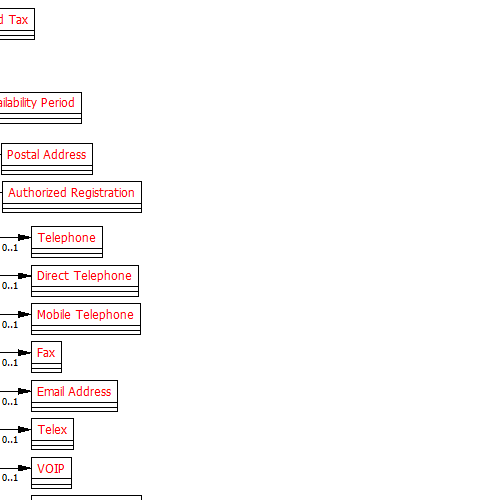 d Tax
ailability Period
Postal Address
Authorized Registration
Telephone
0..1
Direct Telephone
0..1
Mobile Telephone
0..1
Fax
0..1
Email Address
0..1
Telex
0..1
VOIP
0..1